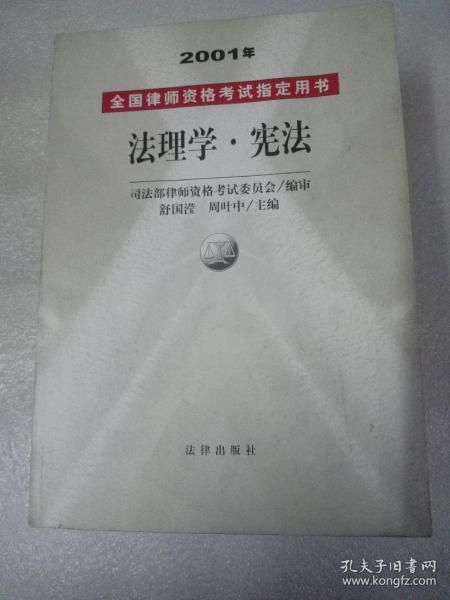 2001年
全国律师资格考试指定用书
法理学·宪法
司法部律师资格考试委员会/编审
舒国滢 周叶中/主编
法律出版社
孔夫子旧书网
www.kongfz.com